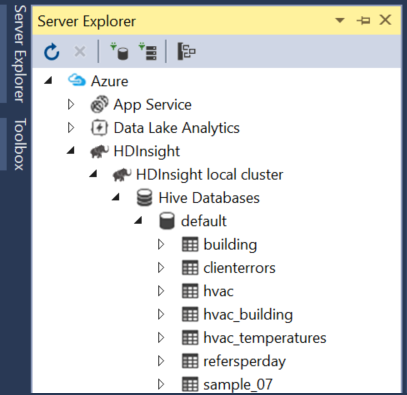 Server Explorer
Toolbox
Server Explorer
Azure
App Service
Data Lake Analytics
HDInsight
HDInsight local cluster
Hive Databases
default
building
clienterrors
hvac
hvac_building
hvac_temperatures
refersperday
sample_07